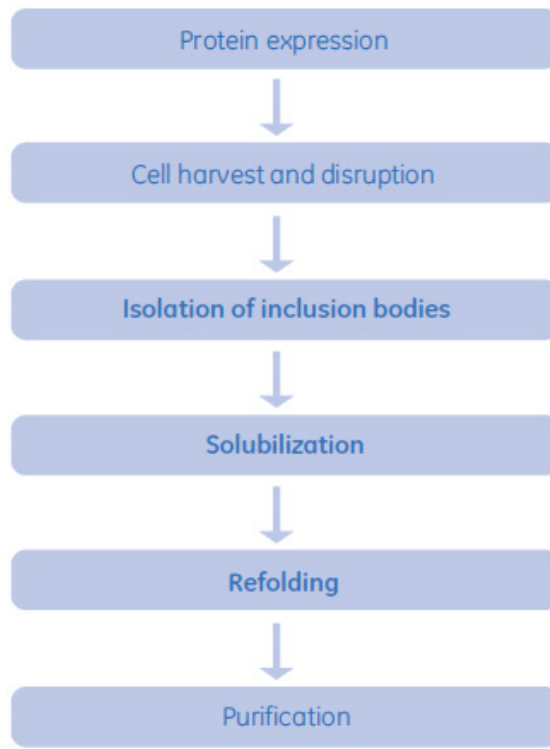 Protein expression
Cell harvest and disruption
Isolation of inclusion bodies
Solubilization
Refolding
Purification